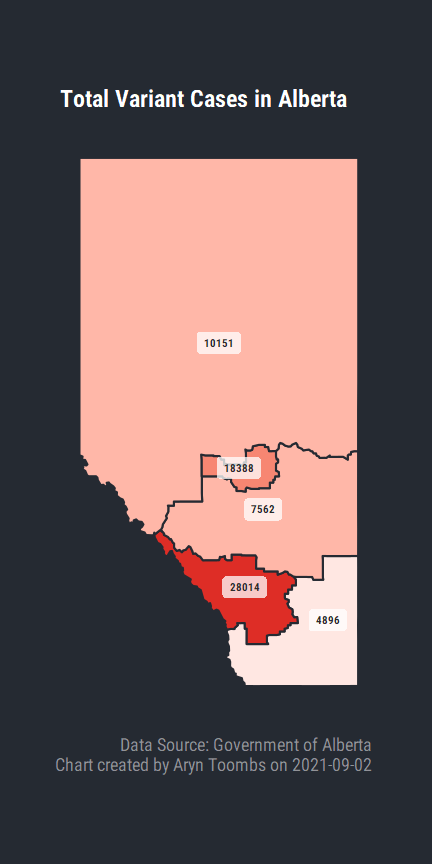 Total Variant Cases in Alberta
10151
18388
7562
28014
4896
Data Source: Government of Alberta
Chart created by Aryn Toombs on 2021-09-02